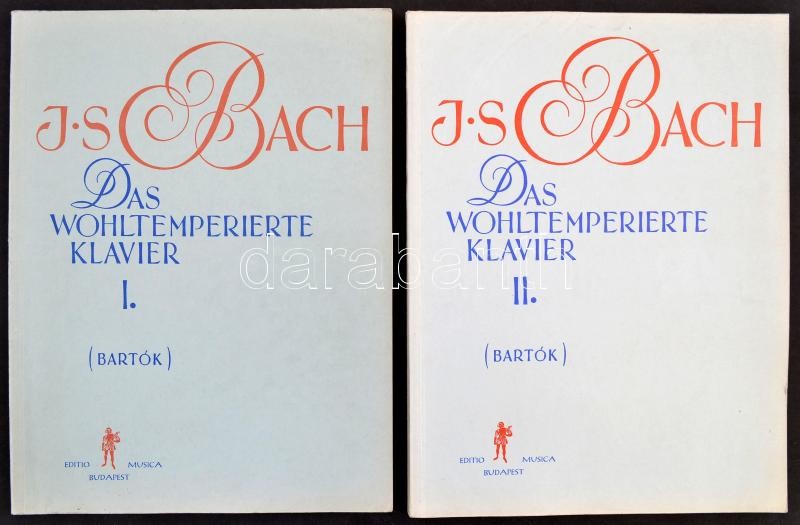 J·S BACH
DAS
WOHLTEMPERIERTE
KLAVIER
I.
(BARTÓK)
EDITIO MUSICA
BUDAPEST
J·S BACH
DAS
WOHLTEMPERIERTE
KLAVIER
II.
(BARTÓK)
EDITIO MUSICA
BUDAPEST
darabanth